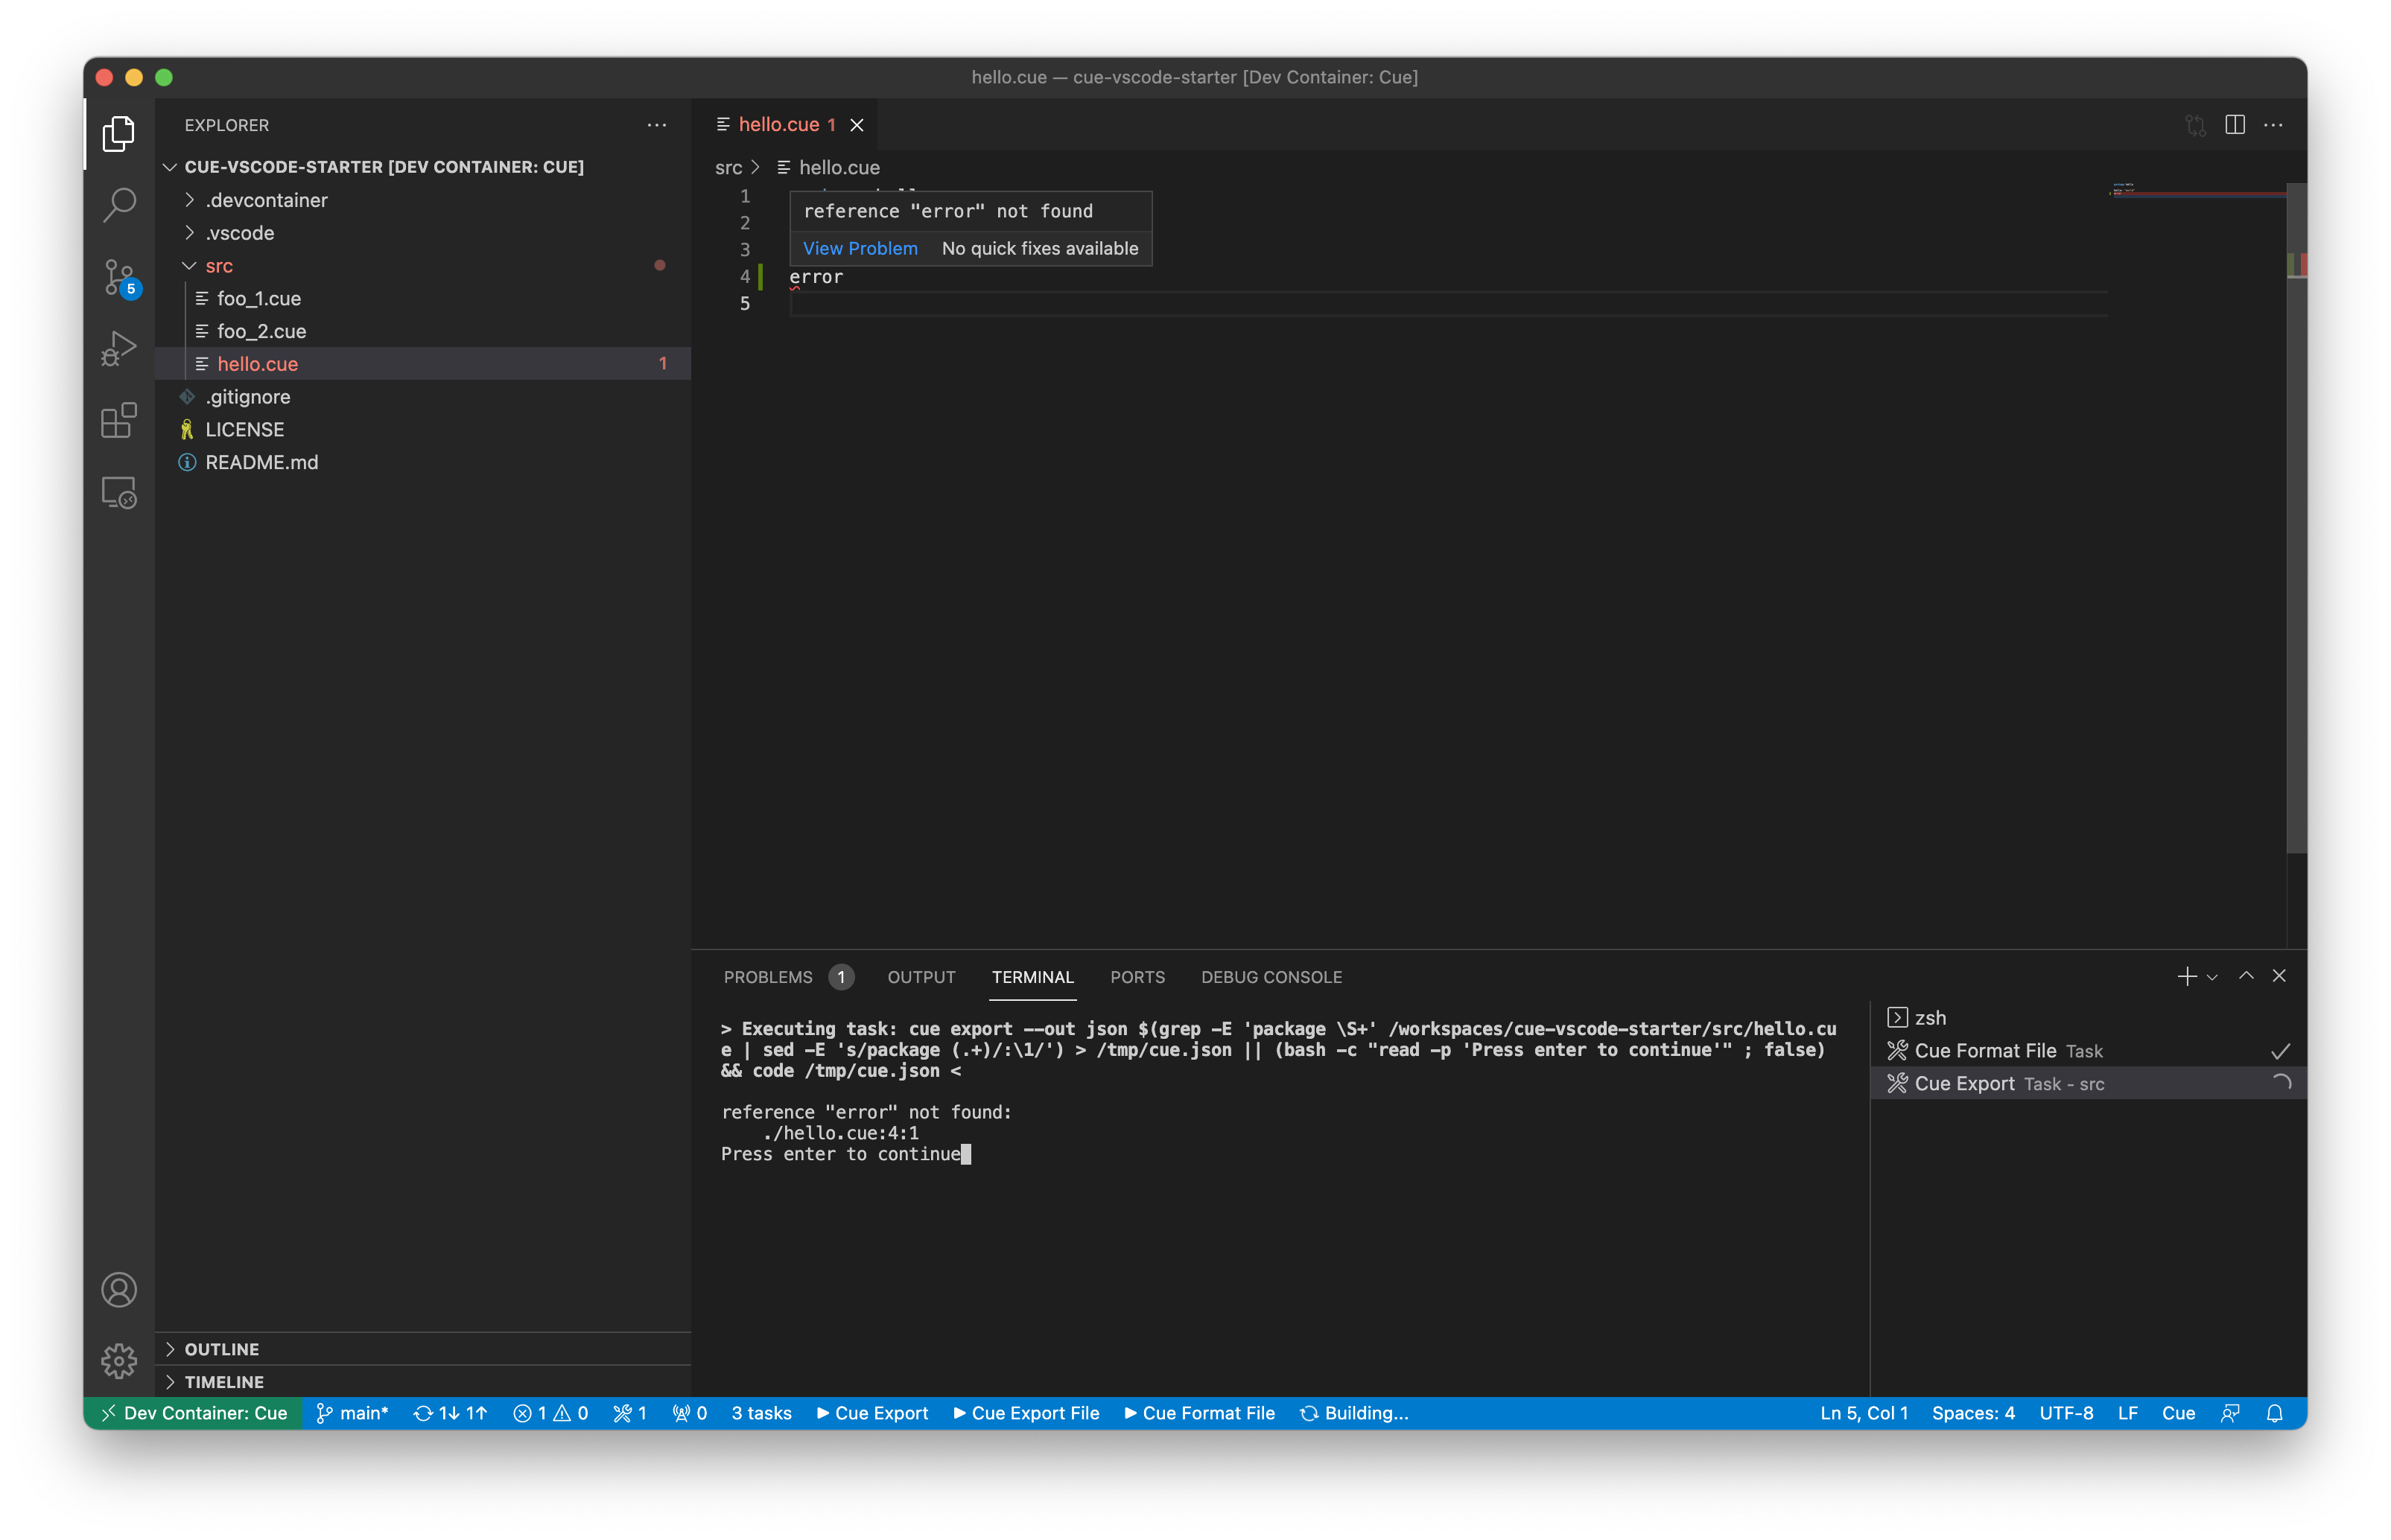 hello.cue — cue-vscode-starter [Dev Container: Cue]
EXPLORER
CUE-VSCODE-STARTER [DEV CONTAINER: CUE]
.devcontainer
.vscode
src
foo_1.cue
foo_2.cue
hello.cue 1
.gitignore
LICENSE
README.md
OUTLINE
TIMELINE
5
hello.cue 1
src > hello.cue
1
2
3
4 error
5
reference "error" not found
View Problem No quick fixes available
PROBLEMS 1 OUTPUT TERMINAL PORTS DEBUG CONSOLE
> Executing task: cue export --out json $(grep -E 'package \S+' /workspaces/cue-vscode-starter/src/hello.cu
e | sed -E 's/package (.+)/:\1/') > /tmp/cue.json || (bash -c "read -p 'Press enter to continue'" ; false)
&& code /tmp/cue.json <
reference "error" not found:
./hello.cue:4:1
Press enter to continue
zsh
Cue Format File Task
Cue Export Task - src
Dev Container: Cue main* 1↓ 1↑ 1 0 1 0 3 tasks Cue Export Cue Export File Cue Format File Building... Ln 5, Col 1 Spaces: 4 UTF-8 LF Cue